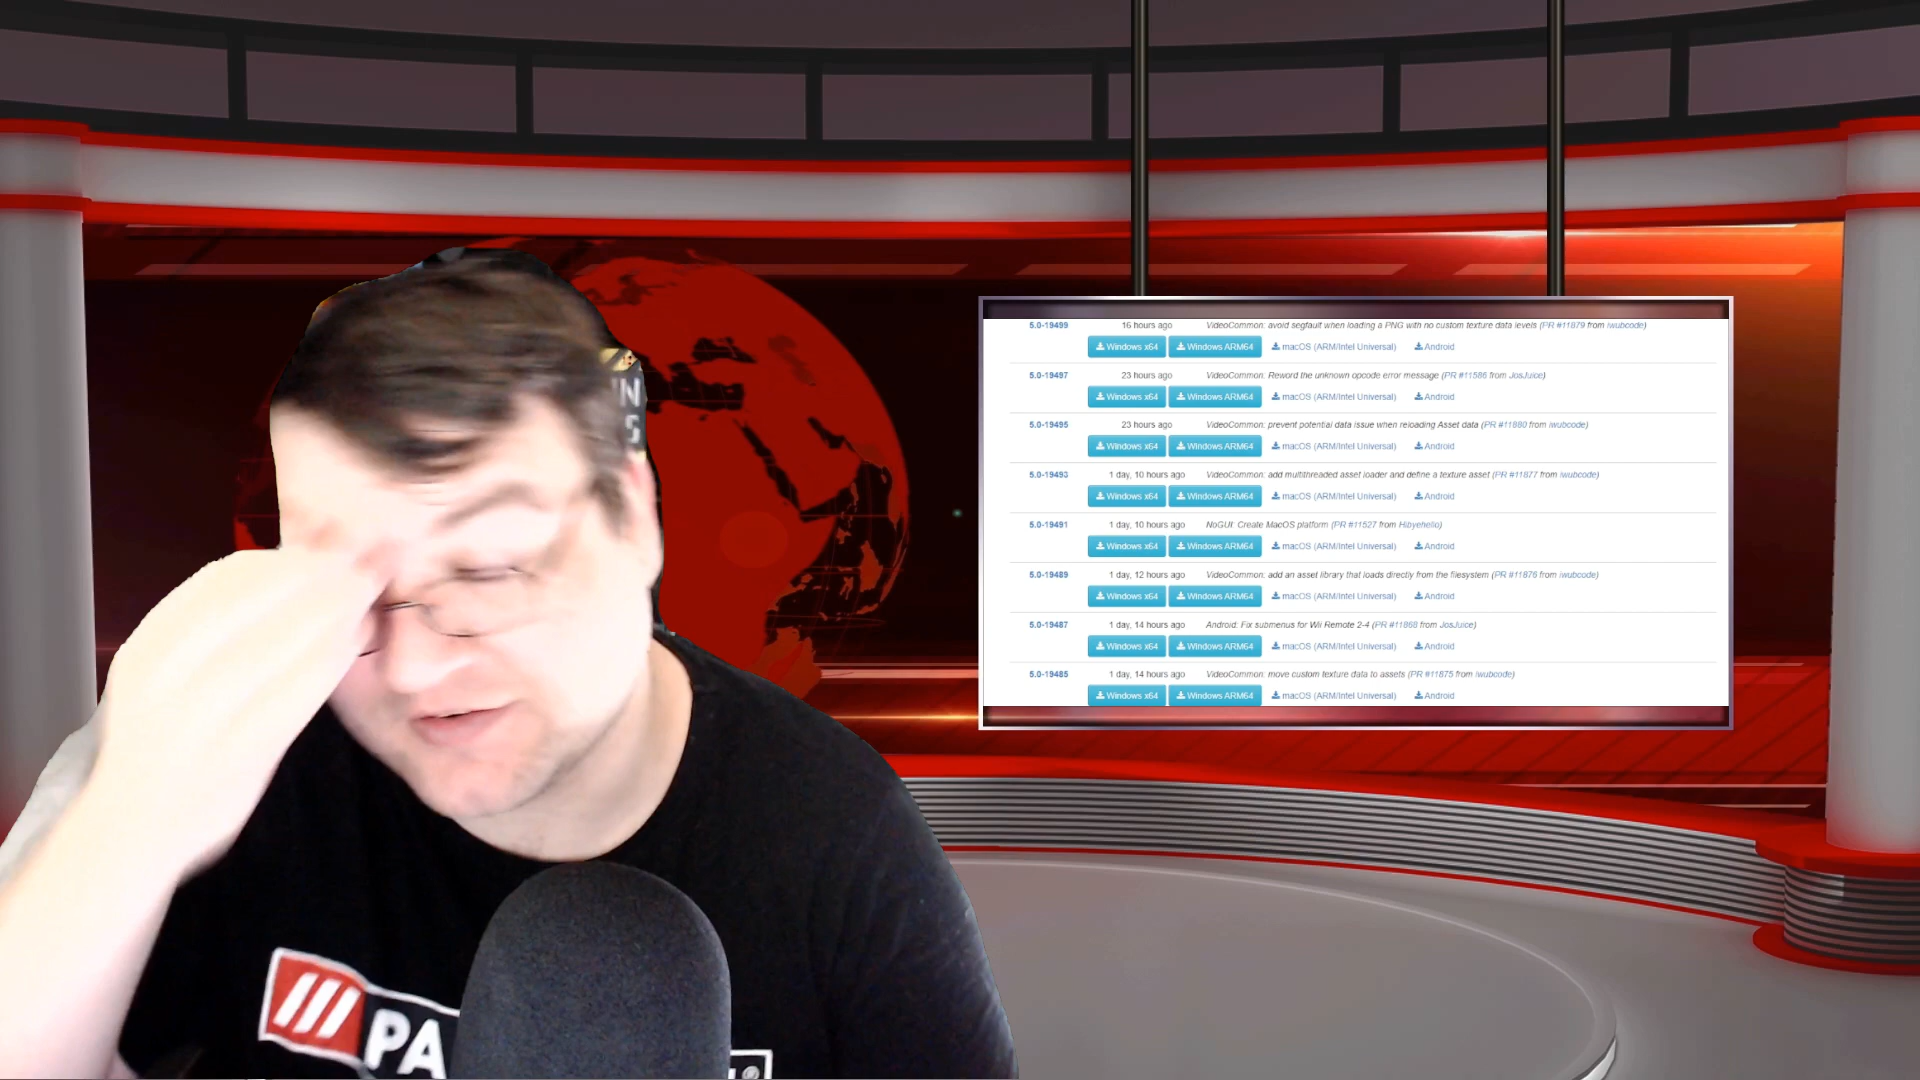 5.0-19499 16 hours ago VideoCommon: avoid segfault when loading a PNG with no custom texture data levels (PR #11879 from iwubcode)
Windows x64 Windows ARM64 macOS (ARM/Intel Universal) Android
5.0-19497 23 hours ago VideoCommon: Reword the unknown opcode error message (PR #11586 from JosJuice)
Windows x64 Windows ARM64 macOS (ARM/Intel Universal) Android
5.0-19495 23 hours ago VideoCommon: prevent potential data issue when reloading Asset data (PR #11880 from iwubcode)
Windows x64 Windows ARM64 macOS (ARM/Intel Universal) Android
5.0-19493 1 day, 10 hours ago VideoCommon: add multithreaded asset loader and define a texture asset (PR #11877 from iwubcode)
Windows x64 Windows ARM64 macOS (ARM/Intel Universal) Android
5.0-19491 1 day, 10 hours ago NoGUI: Create MacOS platform (PR #11527 from Hibyehello)
Windows x64 Windows ARM64 macOS (ARM/Intel Universal) Android
5.0-19489 1 day, 12 hours ago VideoCommon: add an asset library that loads directly from the filesystem (PR #11876 from iwubcode)
Windows x64 Windows ARM64 macOS (ARM/Intel Universal) Android
5.0-19487 1 day, 14 hours ago Android: Fix submenus for Wii Remote 2-4 (PR #11868 from JosJuice)
Windows x64 Windows ARM64 macOS (ARM/Intel Universal) Android
5.0-19485 1 day, 14 hours ago VideoCommon: move custom texture data to assets (PR #11875 from iwubcode)
Windows x64 Windows ARM64 macOS (ARM/Intel Universal) Android
PA